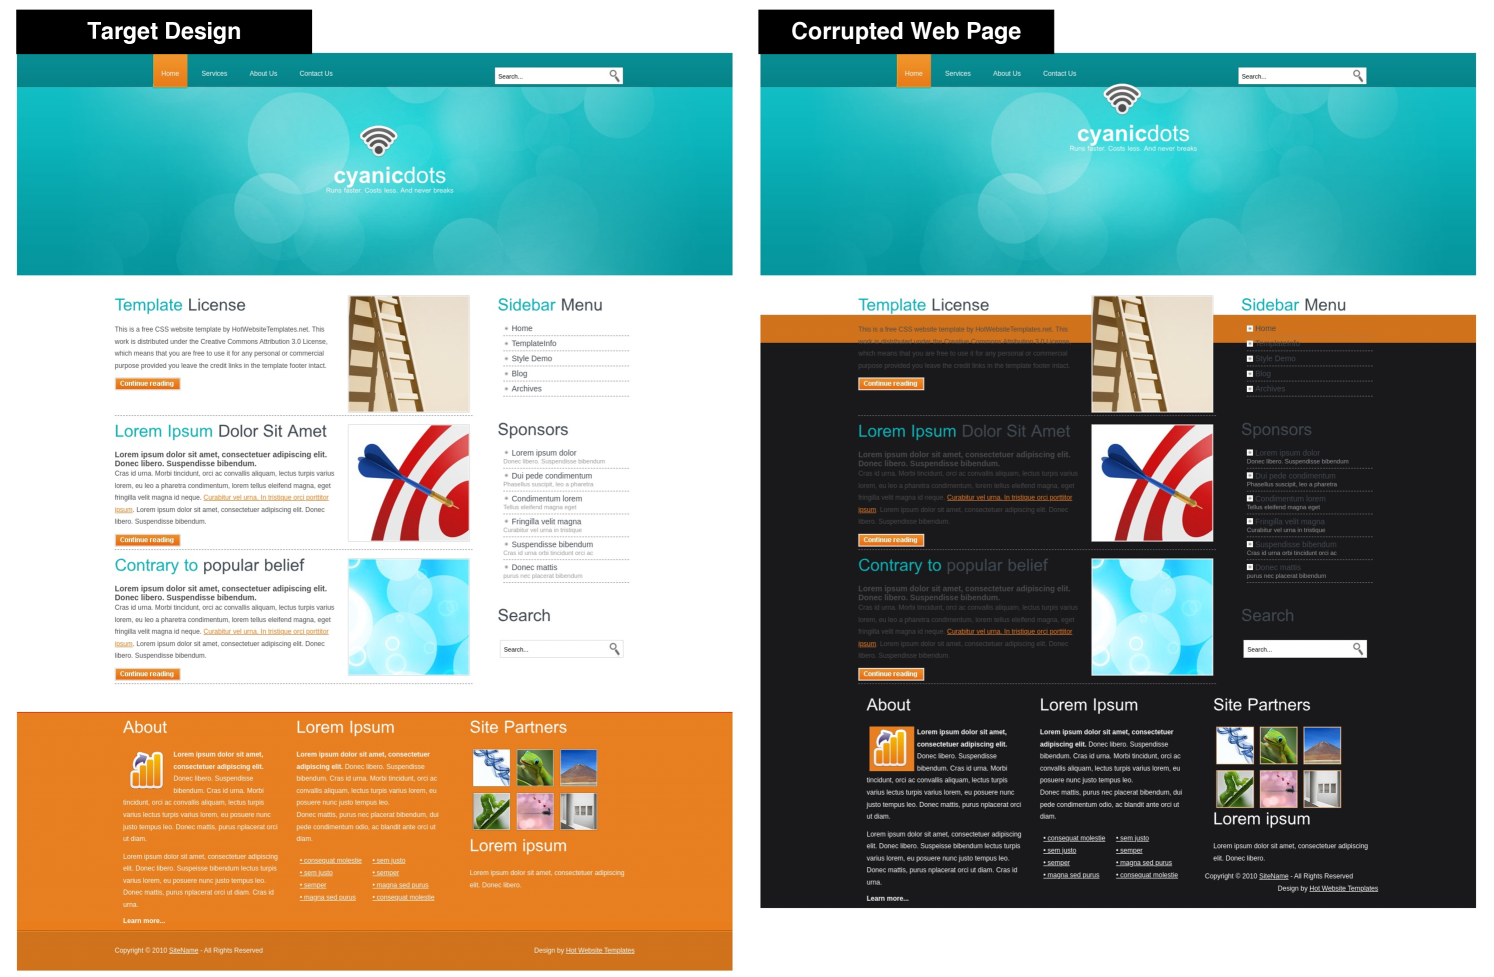 Target Design
Home Services About Us Contact Us
Search...
cyanicdots
Runs faster. Costs less. And never breaks
Template License
This is a free CSS website template by HotWebsiteTemplates.net. This
work is distributed under the Creative Commons Attribution 3.0 License,
which means that you are free to use it for any personal or commercial
purpose provided you leave the credit links in the template footer intact.
Continue reading
Lorem Ipsum Dolor Sit Amet
Lorem ipsum dolor sit amet, consectetuer adipiscing elit.
Donec libero. Suspendisse bibendum.
Cras id urna. Morbi tincidunt, orci ac convallis aliquam, lectus turpis varius
lorem, eu leo a pharetra condimentum, lorem tellus eleifend magna, eget
fringilla velit magna id neque. Curabitur vel urna. In tristique orci porttitor
ipsum. Lorem ipsum dolor sit amet, consectetuer adipiscing elit. Donec
libero. Suspendisse bibendum.
Continue reading
Contrary to popular belief
Lorem ipsum dolor sit amet, consectetuer adipiscing elit.
Donec libero. Suspendisse bibendum.
Cras id urna. Morbi tincidunt, orci ac convallis aliquam, lectus turpis varius
lorem, eu leo a pharetra condimentum, lorem tellus eleifend magna, eget
fringilla velit magna id neque. Curabitur vel urna. In tristique orci porttitor
ipsum. Lorem ipsum dolor sit amet, consectetuer adipiscing elit. Donec
libero. Suspendisse bibendum.
Continue reading
Sidebar Menu
Home
TemplateInfo
Style Demo
Blog
Archives
Sponsors
Lorem ipsum dolor
Donec libero. Suspendisse bibendum
Dui pede condimentum
Phasellus suscipit, leo a pharetra
Condimentum lorem
Tellus eleifend magna eget
Fringilla velit magna
Curabitur vel urna in tristique
Suspendisse bibendum
Cras id urna orbi tincidunt orci ac
Donec mattis
purus nec placerat bibendum
Search
Search...
About
Lorem ipsum dolor sit amet,
consectetuer adipiscing elit.
Donec libero. Suspendisse
bibendum. Cras id urna. Morbi
tincidunt, orci ac convallis aliquam, lectus turpis
varius lectus turpis varius lorem, eu posuere nunc
justo tempus leo. Donec mattis, purus nplacerat orci
ut diam.
Lorem ipsum dolor sit amet, consectetuer adipiscing
elit. Donec libero. Suspendisse bibendum lectus turpis
varius lorem, eu posuere nunc justo tempus leo.
Donec mattis, purus nplacerat orci ut diam. Cras id
urna.
Learn more...
Lorem Ipsum
Lorem ipsum dolor sit amet, consectetuer
adipiscing elit. Donec libero. Suspendisse
bibendum. Cras id urna. Morbi tincidunt, orci ac
convallis aliquam, lectus turpis varius lorem, eu
posuere nunc justo tempus leo.
Donec mattis, purus nplacerat bibendum, dui
pede condimentum odio, ac blandit ante orci ut
diam.
• consequat molestie • sem justo
• sem justo • semper
• semper • magna sed purus
• magna sed purus • consequat molestie
Site Partners
Lorem ipsum
Lorem ipsum dolor sit amet, consectetuer adipiscing
elit. Donec libero.
Copyright © 2010 SiteName - All Rights Reserved
Design by Hot Website Templates
Corrupted Web Page
Home Services About Us Contact Us
Search...
cyanicdots
Runs faster. Costs less. And never breaks
Template License
This is a free CSS website template by HotWebsiteTemplates.net. This
work is distributed under the Creative Commons Attribution 3.0 License,
which means that you are free to use it for any personal or commercial
purpose provided you leave the credit links in the template footer intact.
Continue reading
Lorem Ipsum Dolor Sit Amet
Lorem ipsum dolor sit amet, consectetuer adipiscing elit.
Donec libero. Suspendisse bibendum.
Cras id urna. Morbi tincidunt, orci ac convallis aliquam, lectus turpis varius
lorem, eu leo a pharetra condimentum, lorem tellus eleifend magna, eget
fringilla velit magna id neque. Curabitur vel urna. In tristique orci porttitor
ipsum. Lorem ipsum dolor sit amet, consectetuer adipiscing elit. Donec
libero. Suspendisse bibendum.
Continue reading
Contrary to popular belief
Lorem ipsum dolor sit amet, consectetuer adipiscing elit.
Donec libero. Suspendisse bibendum.
Cras id urna. Morbi tincidunt, orci ac convallis aliquam, lectus turpis varius
lorem, eu leo a pharetra condimentum, lorem tellus eleifend magna, eget
fringilla velit magna id neque. Curabitur vel urna. In tristique orci porttitor
ipsum. Lorem ipsum dolor sit amet, consectetuer adipiscing elit. Donec
libero. Suspendisse bibendum.
Continue reading
Sidebar Menu
Home
TemplateInfo
Style Demo
Blog
Archives
Sponsors
Lorem ipsum dolor
Donec libero. Suspendisse bibendum
Dui pede condimentum
Phasellus suscipit, leo a pharetra
Condimentum lorem
Tellus eleifend magna eget
Fringilla velit magna
Curabitur vel urna in tristique
Suspendisse bibendum
Cras id urna orbi tincidunt orci ac
Donec mattis
purus nec placerat bibendum
Search
Search...
About
Lorem ipsum dolor sit amet,
consectetuer adipiscing elit.
Donec libero. Suspendisse
bibendum. Cras id urna. Morbi
tincidunt, orci ac convallis aliquam, lectus turpis
varius lectus turpis varius lorem, eu posuere nunc
justo tempus leo. Donec mattis, purus nplacerat orci
ut diam.
Lorem ipsum dolor sit amet, consectetuer adipiscing
elit. Donec libero. Suspendisse bibendum lectus turpis
varius lorem, eu posuere nunc justo tempus leo.
Donec mattis, purus nplacerat orci ut diam. Cras id
urna.
Learn more...
Lorem Ipsum
Lorem ipsum dolor sit amet, consectetuer
adipiscing elit. Donec libero. Suspendisse
bibendum. Cras id urna. Morbi tincidunt, orci ac
convallis aliquam, lectus turpis varius lorem, eu
posuere nunc justo tempus leo.
Donec mattis, purus nplacerat bibendum, dui
pede condimentum odio, ac blandit ante orci ut
diam.
• consequat molestie • sem justo
• sem justo • semper
• semper • magna sed purus
• magna sed purus • consequat molestie
Site Partners
Lorem ipsum
Lorem ipsum dolor sit amet, consectetuer adipiscing
elit. Donec libero.
Copyright © 2010 SiteName - All Rights Reserved
Design by Hot Website Templates